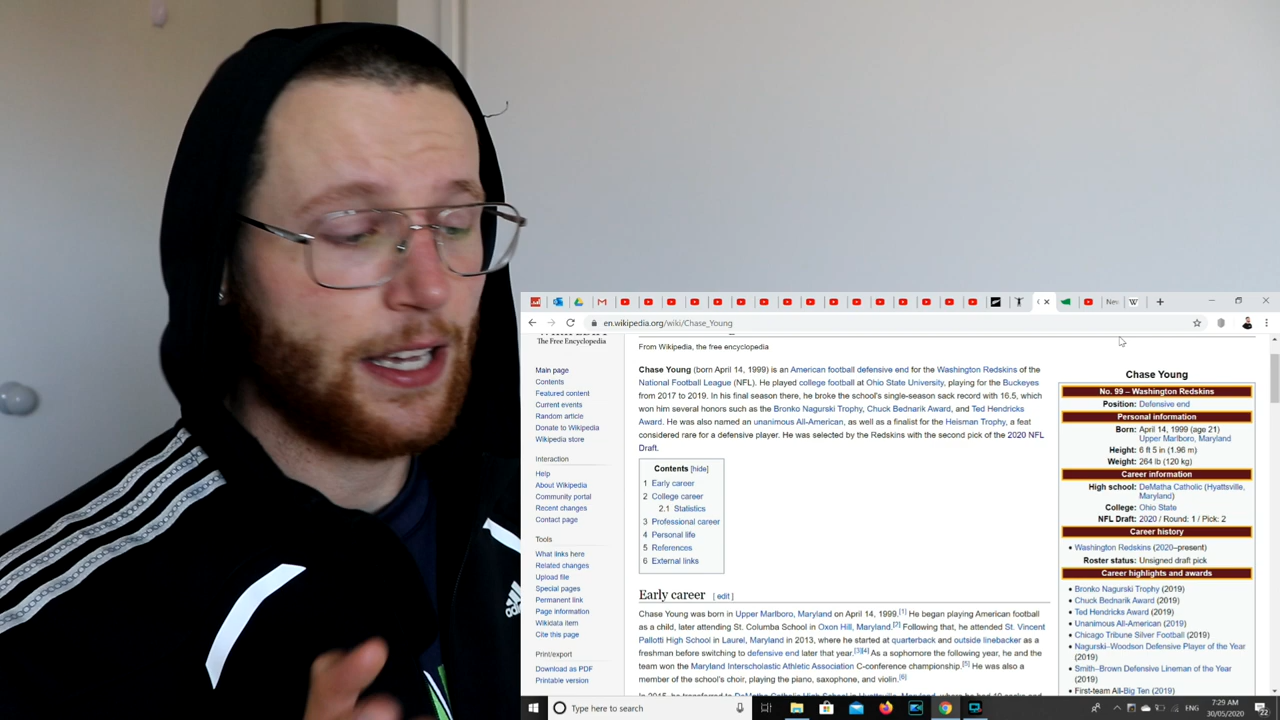 en.wikipedia.org/wiki/Chase_Young
The Free Encyclopedia
Main page
Contents
Featured content
Current events
Random article
Donate to Wikipedia
Wikipedia store
Interaction
Help
About Wikipedia
Community portal
Recent changes
Contact page
Tools
What links here
Related changes
Upload file
Special pages
Permanent link
Page information
Wikidata item
Cite this page
Print/export
Download as PDF
Printable version
From Wikipedia, the free encyclopedia
Chase Young (born April 14, 1999) is an American football defensive end for the Washington Redskins of the
National Football League (NFL). He played college football at Ohio State University, playing for the Buckeyes
from 2017 to 2019. In his final season there, he broke the school's single-season sack record with 16.5, which
won him several honors such as the Bronko Nagurski Trophy, Chuck Bednarik Award, and Ted Hendricks
Award. He was also named an unanimous All-American, as well as a finalist for the Heisman Trophy, a feat
considered rare for a defensive player. He was selected by the Redskins with the second pick of the 2020 NFL
Draft.
Contents [hide]
1 Early career
2 College career
2.1 Statistics
3 Professional career
4 Personal life
5 References
6 External links
Early career [ edit ]
Chase Young was born in Upper Marlboro, Maryland on April 14, 1999.[1] He began playing American football
as a child, later attending St. Columba School in Oxon Hill, Maryland.[2] Following that, he attended St. Vincent
Pallotti High School in Laurel, Maryland in 2013, where he started at quarterback and outside linebacker as a
freshman before switching to defensive end later that year.[3][4] As a sophomore the following year, he and the
team won the Maryland Interscholastic Athletic Association C-conference championship.[5] He was also a
member of the school's choir, playing the piano, saxophone, and violin.[6]
Chase Young
No. 99 – Washington Redskins
Position: Defensive end
Personal information
Born: April 14, 1999 (age 21)
Upper Marlboro, Maryland
Height: 6 ft 5 in (1.96 m)
Weight: 264 lb (120 kg)
Career information
High school: DeMatha Catholic (Hyattsville,
Maryland)
College: Ohio State
NFL Draft: 2020 / Round: 1 / Pick: 2
Career history
• Washington Redskins (2020–present)
Roster status: Unsigned draft pick
Career highlights and awards
• Bronko Nagurski Trophy (2019)
• Chuck Bednarik Award (2019)
• Ted Hendricks Award (2019)
• Unanimous All-American (2019)
• Chicago Tribune Silver Football (2019)
• Nagurski–Woodson Defensive Player of the Year
(2019)
• Smith–Brown Defensive Lineman of the Year
(2019)
• First-team All-Big Ten (2019)
Type here to search
ENG
7:29 AM
30/05/2020
22
adidas